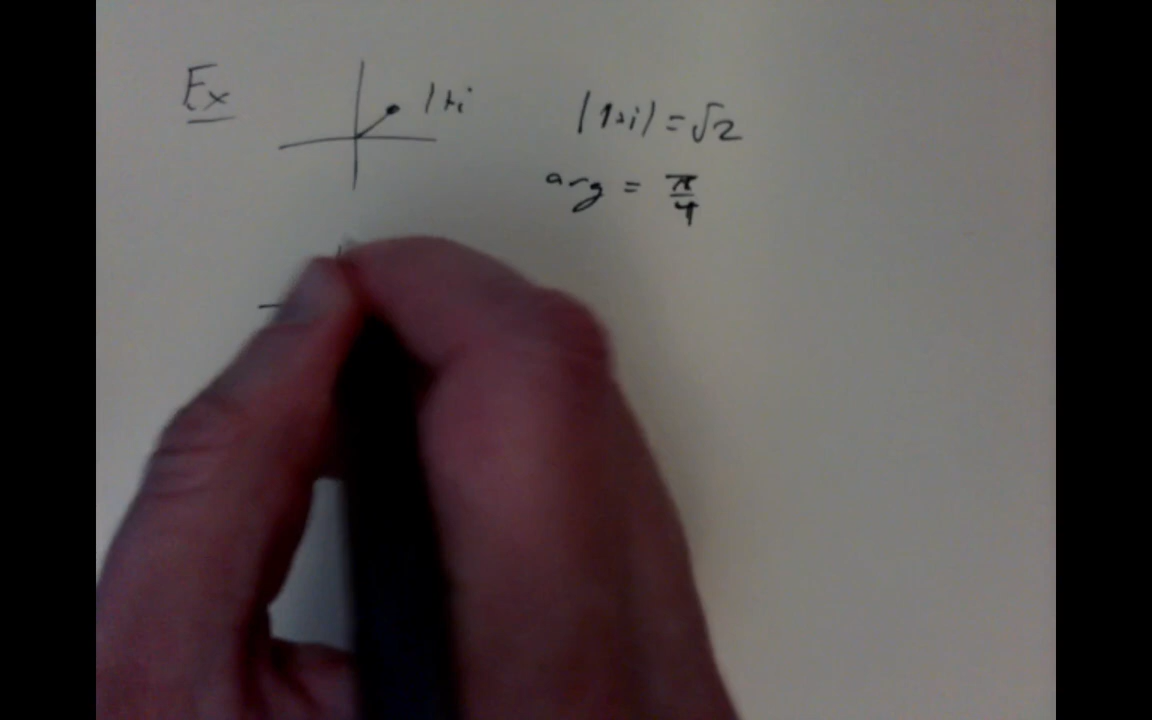 Ex
1+i
|1+i| = √2
arg = π/4